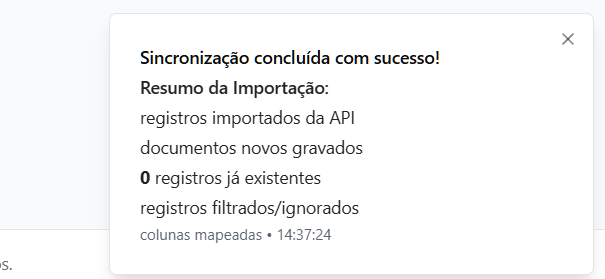 Sincronização concluída com sucesso!
Resumo da Importação:
registros importados da API
documentos novos gravados
0 registros já existentes
registros filtrados/ignorados
colunas mapeadas • 14:37:24